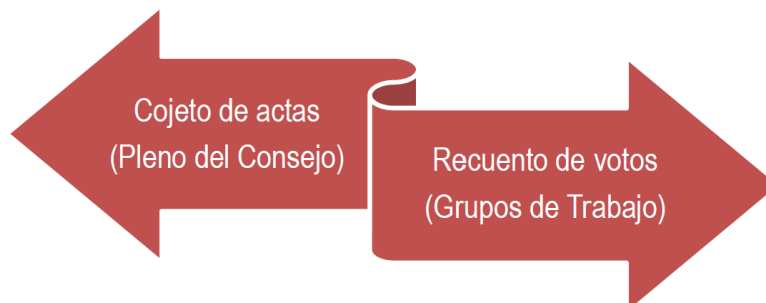 Cojeto de actas
(Pleno del Consejo)
Recuento de votos
(Grupos de Trabajo)